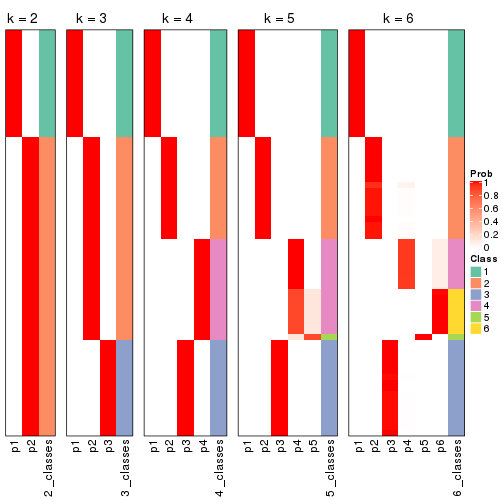 k = 2
k = 3
k = 4
k = 5
k = 6
Prob
1
0.8
0.6
0.4
0.2
0
Class
1
2
3
4
5
6
p1
p2
2_classes
p1
p2
p3
3_classes
p1
p2
p3
p4
4_classes
p1
p2
p3
p4
p5
5_classes
p1
p2
p3
p4
p5
p6
6_classes